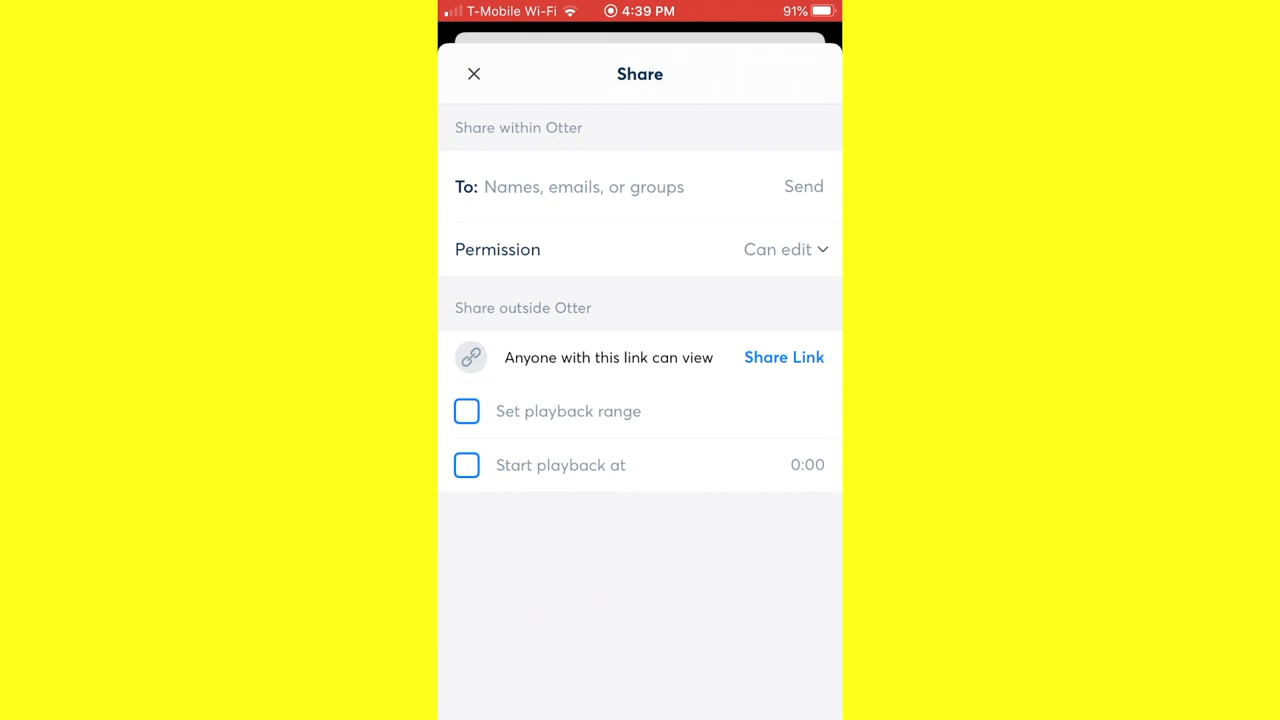 T-Mobile Wi-Fi 4:39 PM 91%
Share
Share within Otter
To: Names, emails, or groups Send
Permission Can edit
Share outside Otter
Anyone with this link can view Share Link
Set playback range
Start playback at 0:00